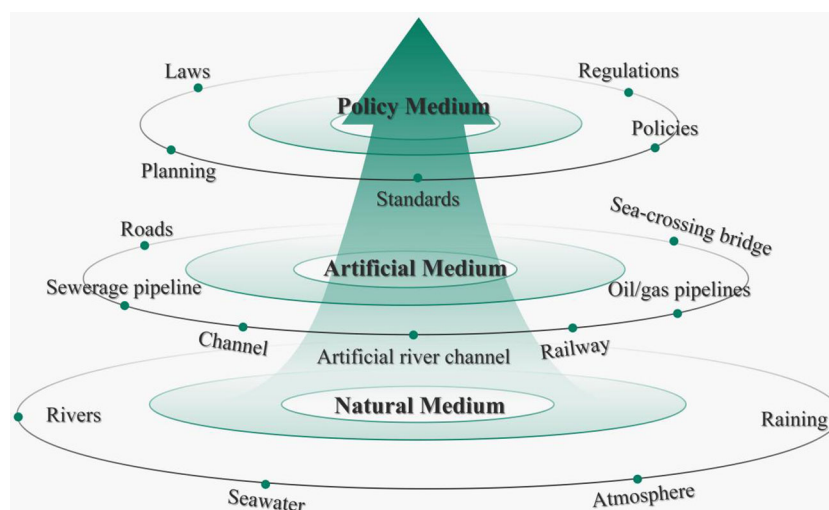 Laws
Regulations
Policy Medium
Policies
Planning
Standards
Roads
Sea-crossing bridge
Artificial Medium
Sewerage pipeline
Oil/gas pipelines
Channel
Artificial river channel
Railway
Natural Medium
Rivers
Raining
Seawater
Atmosphere